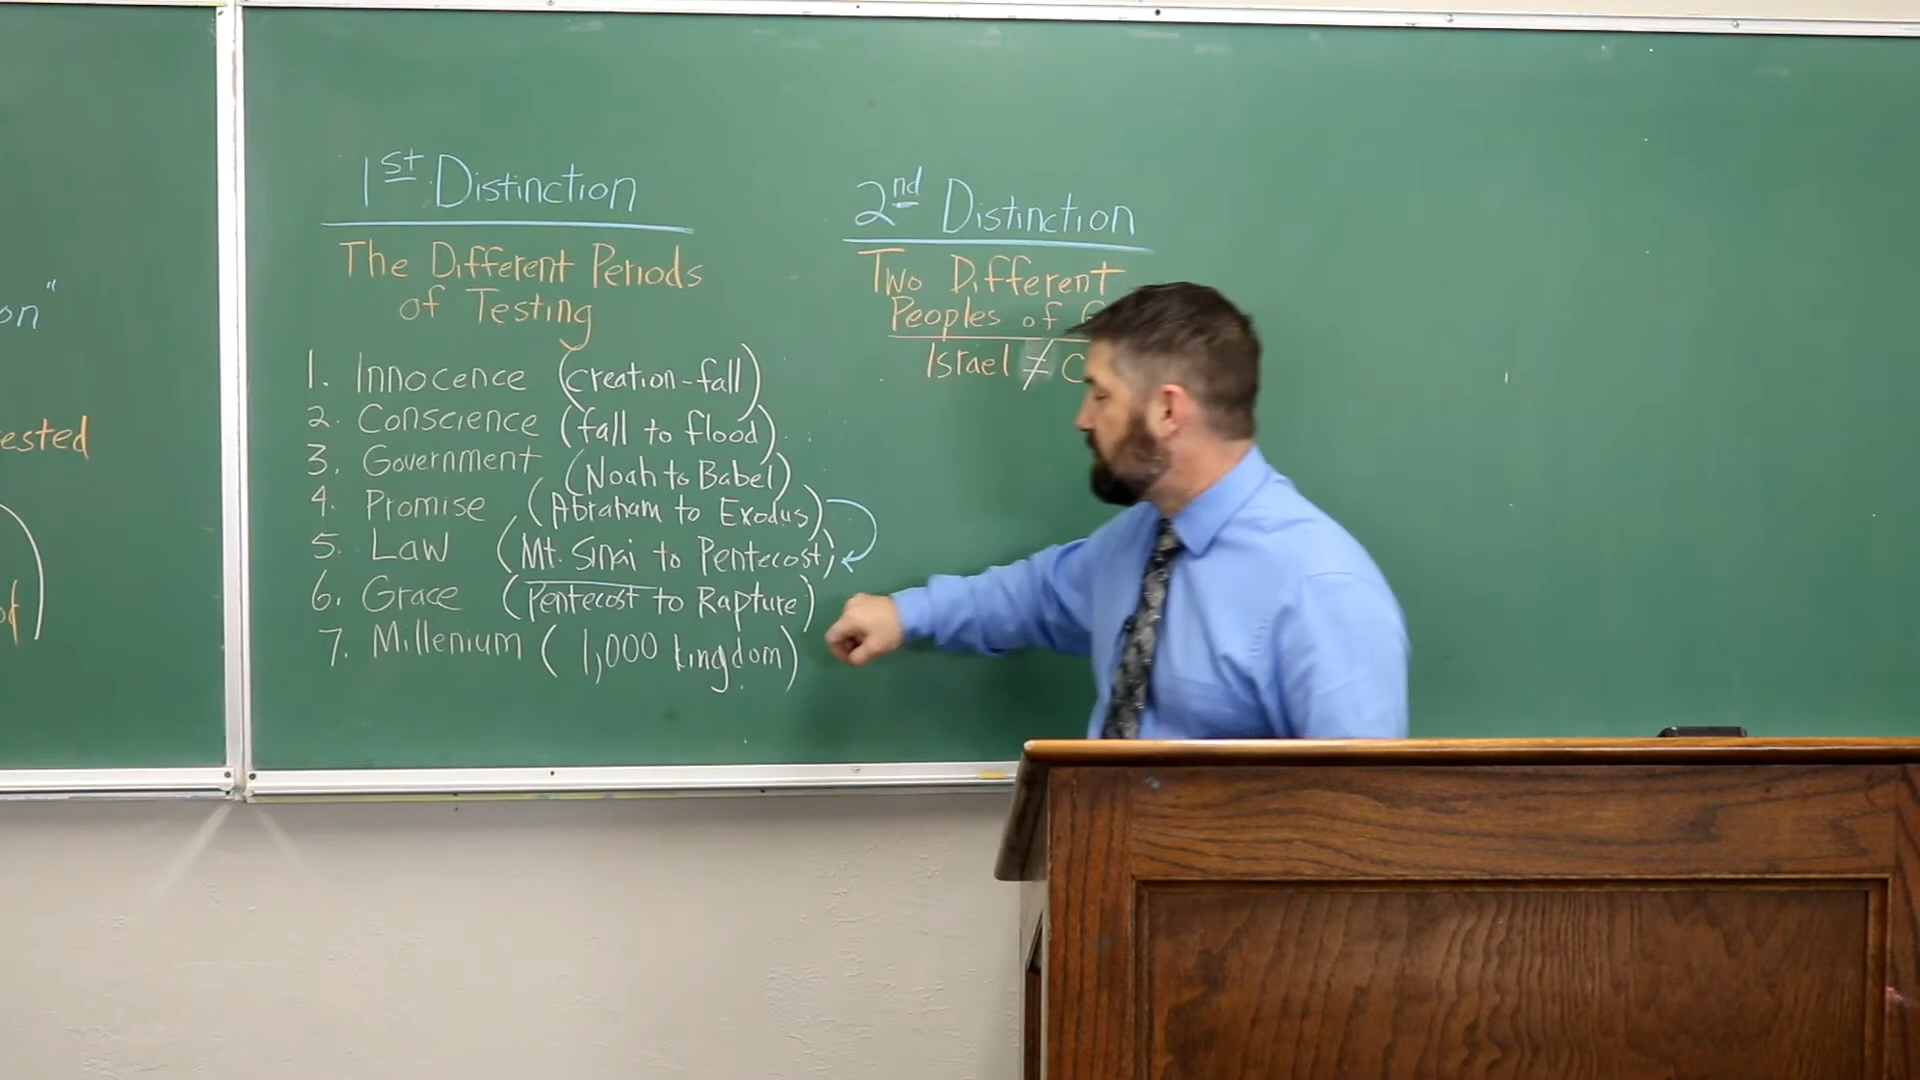 on"
ested
1st Distinction
The Different Periods
of Testing
1. Innocence (creation-fall)
2. Conscience (fall to flood)
3. Government (Noah to Babel)
4. Promise (Abraham to Exodus)
5. Law (Mt. Sinai to Pentecost)
6. Grace (Pentecost to Rapture)
7. Millenium (1,000 kingdom)
2nd Distinction
Two Different
Peoples of
Israel ≠ C